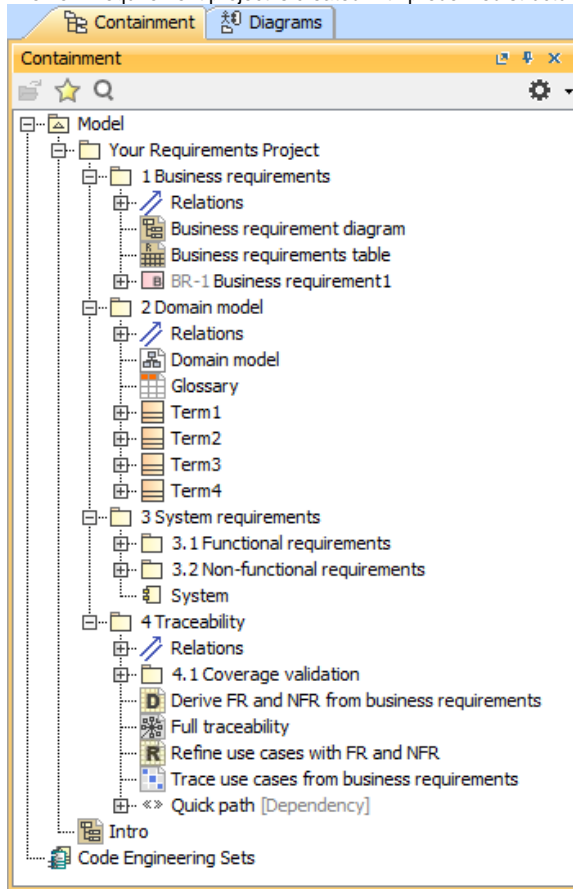 Containment Diagrams
Containment
Model
Your Requirements Project
1 Business requirements
Relations
Business requirement diagram
Business requirements table
BR-1 Business requirement1
2 Domain model
Relations
Domain model
Glossary
Term1
Term2
Term3
Term4
3 System requirements
3.1 Functional requirements
3.2 Non-functional requirements
System
4 Traceability
Relations
4.1 Coverage validation
Derive FR and NFR from business requirements
Full traceability
Refine use cases with FR and NFR
Trace use cases from business requirements
«» Quick path [Dependency]
Intro
Code Engineering Sets